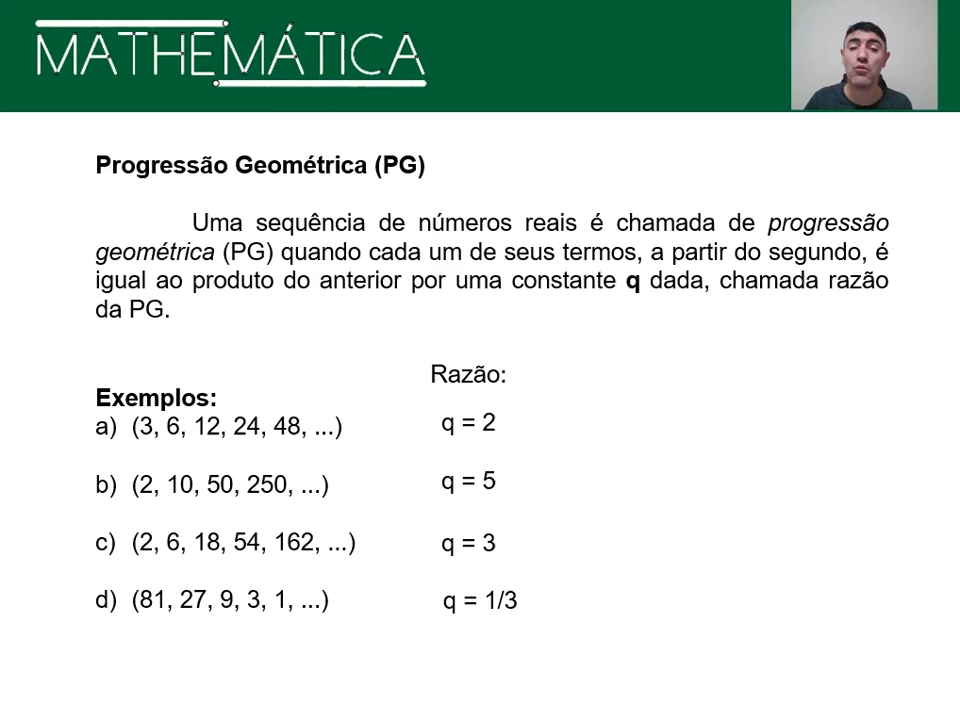 MATHEMÁTICA
Progressão Geométrica (PG)
Uma sequência de números reais é chamada de progressão
geométrica (PG) quando cada um de seus termos, a partir do segundo, é
igual ao produto do anterior por uma constante q dada, chamada razão
da PG.
Razão:
Exemplos:
a) (3, 6, 12, 24, 48, ...) q = 2
b) (2, 10, 50, 250, ...) q = 5
c) (2, 6, 18, 54, 162, ...) q = 3
d) (81, 27, 9, 3, 1, ...) q = 1/3